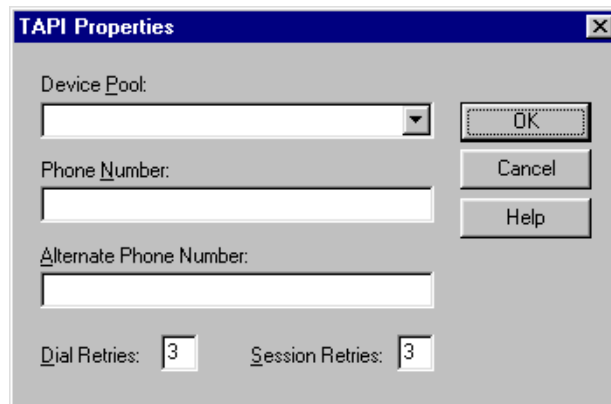 TAPI Properties
Device Pool:
OK
Phone Number:
Cancel
Help
Alternate Phone Number:
Dial Retries: 3 Session Retries: 3